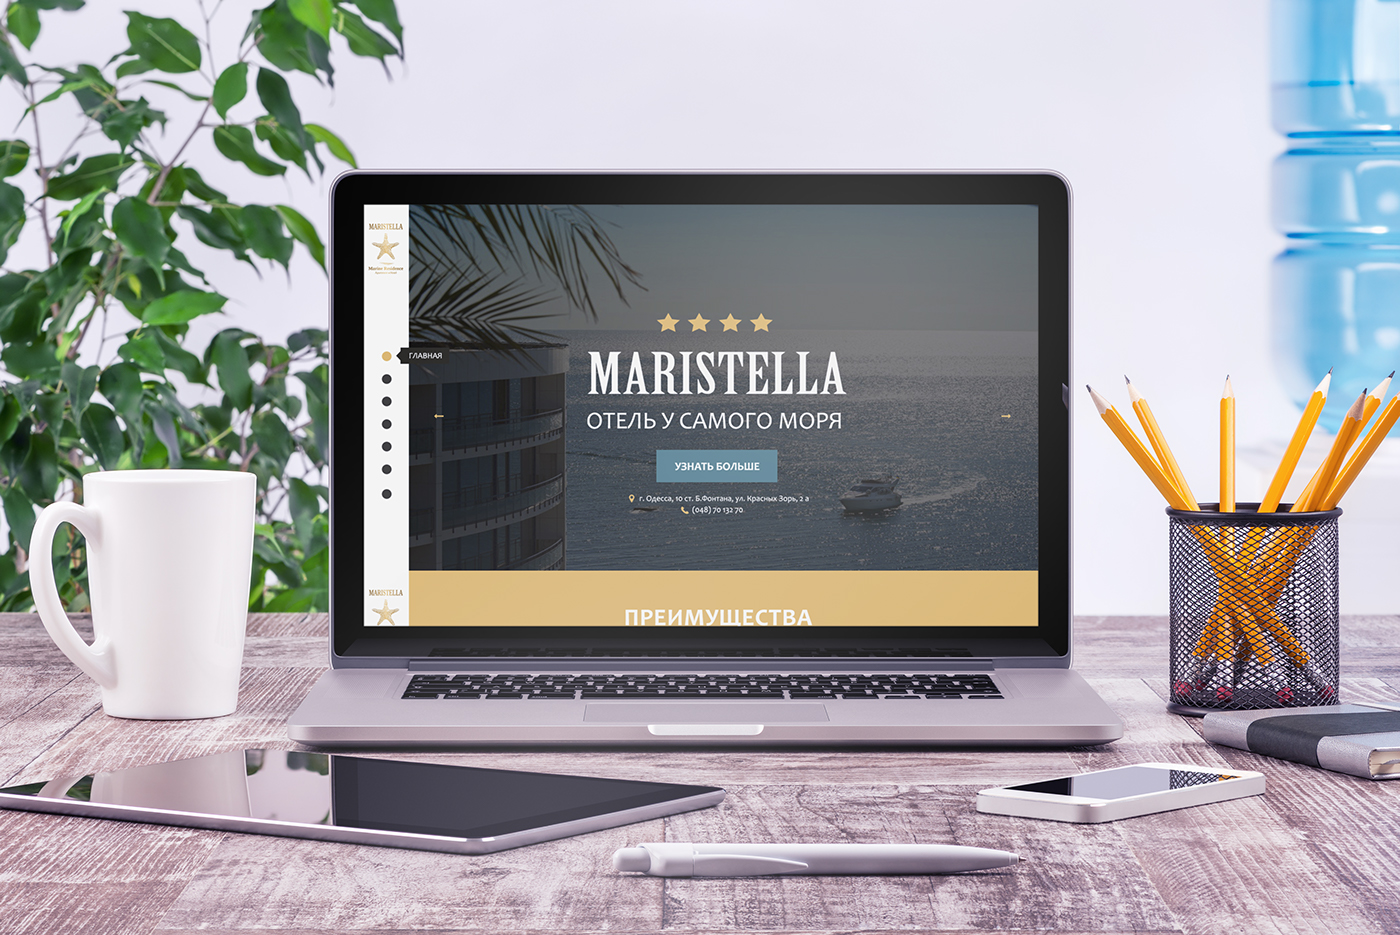 MARISTELLA
Marine Residence
ГЛАВНАЯ
MARISTELLA
ОТЕЛЬ У САМОГО МОРЯ
УЗНАТЬ БОЛЬШЕ
г. Одесса, 10 ст. Б.Фонтана, ул. Красных Зорь, 2 а
(048) 70 132 70
MARISTELLA
ПРЕИМУЩЕСТВА